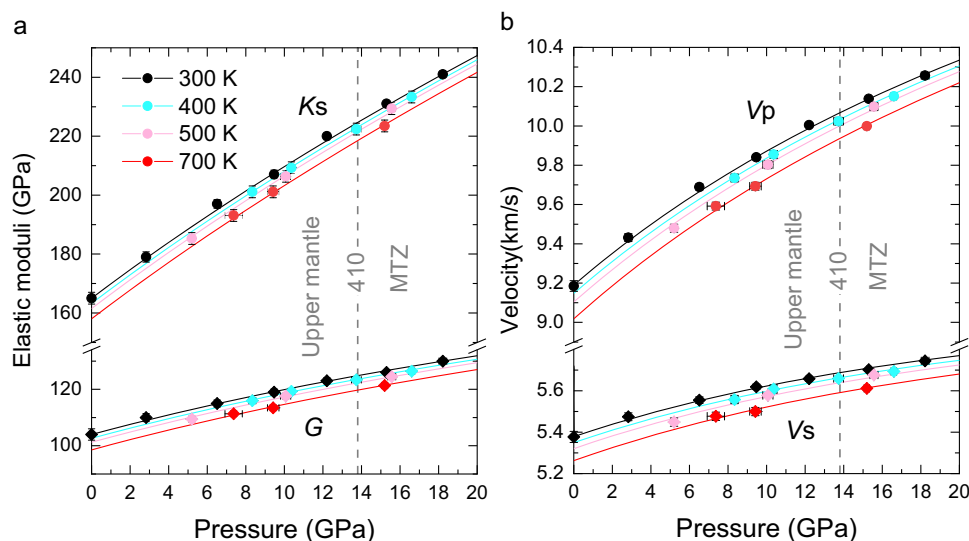 a
Elastic moduli (GPa)
240
220
200
180
160
120
100
300 K
400 K
500 K
700 K
Ks
G
Upper mantle
410
MTZ
0 2 4 6 8 10 12 14 16 18 20
Pressure (GPa)
b
Velocity(km/s)
10.4
10.2
10.0
9.8
9.6
9.4
9.2
9.0
5.6
5.4
5.2
Vp
Vs
Upper mantle
410
MTZ
0 2 4 6 8 10 12 14 16 18 20
Pressure (GPa)